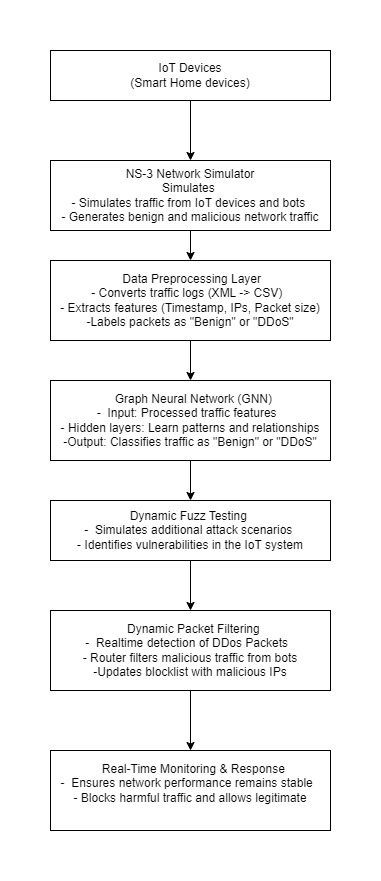 IoT Devices
(Smart Home devices)
NS-3 Network Simulator
Simulates
- Simulates traffic from IoT devices and bots
- Generates benign and malicious network traffic
Data Preprocessing Layer
- Converts traffic logs (XML -> CSV)
- Extracts features (Timestamp, IPs, Packet size)
-Labels packets as "Benign" or "DDoS"
Graph Neural Network (GNN)
- Input: Processed traffic features
- Hidden layers: Learn patterns and relationships
-Output: Classifies traffic as "Benign" or "DDoS"
Dynamic Fuzz Testing
- Simulates additional attack scenarios
- Identifies vulnerabilities in the IoT system
Dynamic Packet Filtering
- Realtime detection of DDos Packets
- Router filters malicious traffic from bots
-Updates blocklist with malicious IPs
Real-Time Monitoring & Response
- Ensures network performance remains stable
- Blocks harmful traffic and allows legitimate